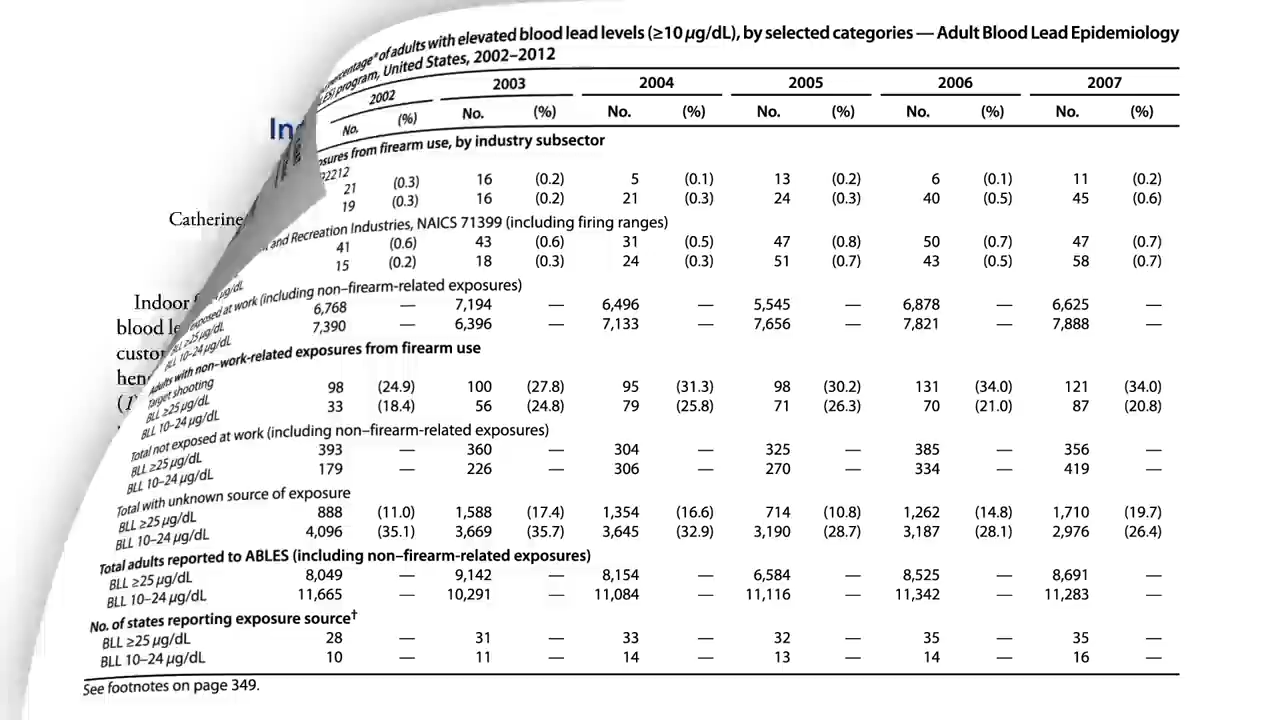 percentage* of adults with elevated blood lead levels (≥10 µg/dL), by selected categories — Adult Blood Lead Epidemiology
program, United States, 2002–2012
2002 2003 2004 2005 2006 2007
No. (%) No. (%) No. (%) No. (%) No. (%) No. (%)
from firearm use, by industry subsector
21 (0.3) 16 (0.2) 5 (0.1) 13 (0.2) 6 (0.1) 11 (0.2)
19 (0.3) 16 (0.2) 21 (0.3) 24 (0.3) 40 (0.5) 45 (0.6)
Catherine
and Recreation Industries, NAICS 71399 (including firing ranges)
41 (0.6) 43 (0.6) 31 (0.5) 47 (0.8) 50 (0.7) 47 (0.7)
15 (0.2) 18 (0.3) 24 (0.3) 51 (0.7) 43 (0.5) 58 (0.7)
Indoor
exposed at work (including non–firearm-related exposures)
BLL ≥25 µg/dL 6,768 — 7,194 — 6,496 — 5,545 — 6,878 — 6,625 —
BLL 10–24 µg/dL 7,390 — 6,396 — 7,133 — 7,656 — 7,821 — 7,888 —
blood
Adults with non–work-related exposures from firearm use
Target shooting
BLL ≥25 µg/dL 98 (24.9) 100 (27.8) 95 (31.3) 98 (30.2) 131 (34.0) 121 (34.0)
BLL 10–24 µg/dL 33 (18.4) 56 (24.8) 79 (25.8) 71 (26.3) 70 (21.0) 87 (20.8)
Total not exposed at work (including non–firearm-related exposures)
BLL ≥25 µg/dL 393 — 360 — 304 — 325 — 385 — 356 —
BLL 10–24 µg/dL 179 — 226 — 306 — 270 — 334 — 419 —
Total with unknown source of exposure
BLL ≥25 µg/dL 888 (11.0) 1,588 (17.4) 1,354 (16.6) 714 (10.8) 1,262 (14.8) 1,710 (19.7)
BLL 10–24 µg/dL 4,096 (35.1) 3,669 (35.7) 3,645 (32.9) 3,190 (28.7) 3,187 (28.1) 2,976 (26.4)
Total adults reported to ABLES (including non–firearm-related exposures)
BLL ≥25 µg/dL 8,049 — 9,142 — 8,154 — 6,584 — 8,525 — 8,691 —
BLL 10–24 µg/dL 11,665 — 10,291 — 11,084 — 11,116 — 11,342 — 11,283 —
No. of states reporting exposure source†
BLL ≥25 µg/dL 28 — 31 — 33 — 32 — 35 — 35 —
BLL 10–24 µg/dL 10 — 11 — 14 — 13 — 14 — 16 —
See footnotes on page 349.